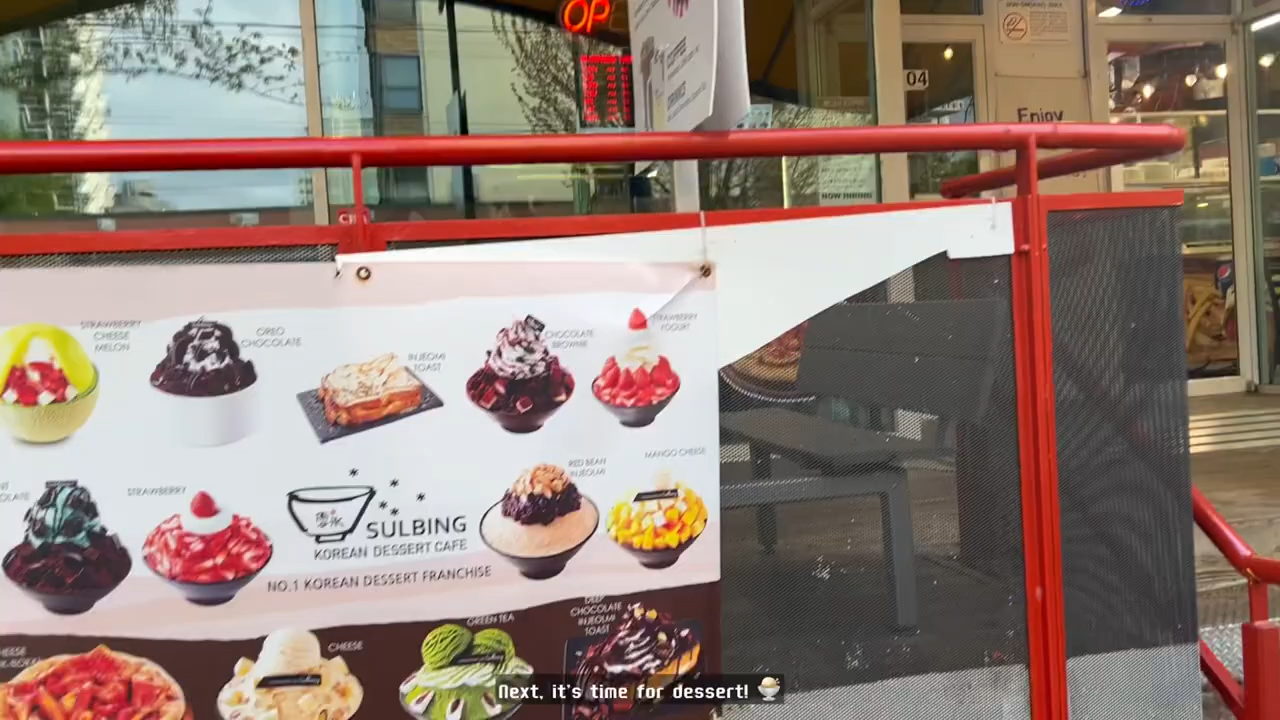 OP
04
Enjoy
NOW HIRING
STRAWBERRY
CHEESE
MELON
OREO
CHOCOLATE
INJEOLMI
TOAST
CHOCOLATE
BROWNIE
STRAWBERRY
YOGURT
STRAWBERRY
SULBING
KOREAN DESSERT CAFE
NO.1 KOREAN DESSERT FRANCHISE
RED BEAN
INJEOLMI
MANGO CHEESE
CHEESE
GREEN TEA
DEEP
CHOCOLATE
INJEOLMI
TOAST
Next, it's time for dessert! 🍧